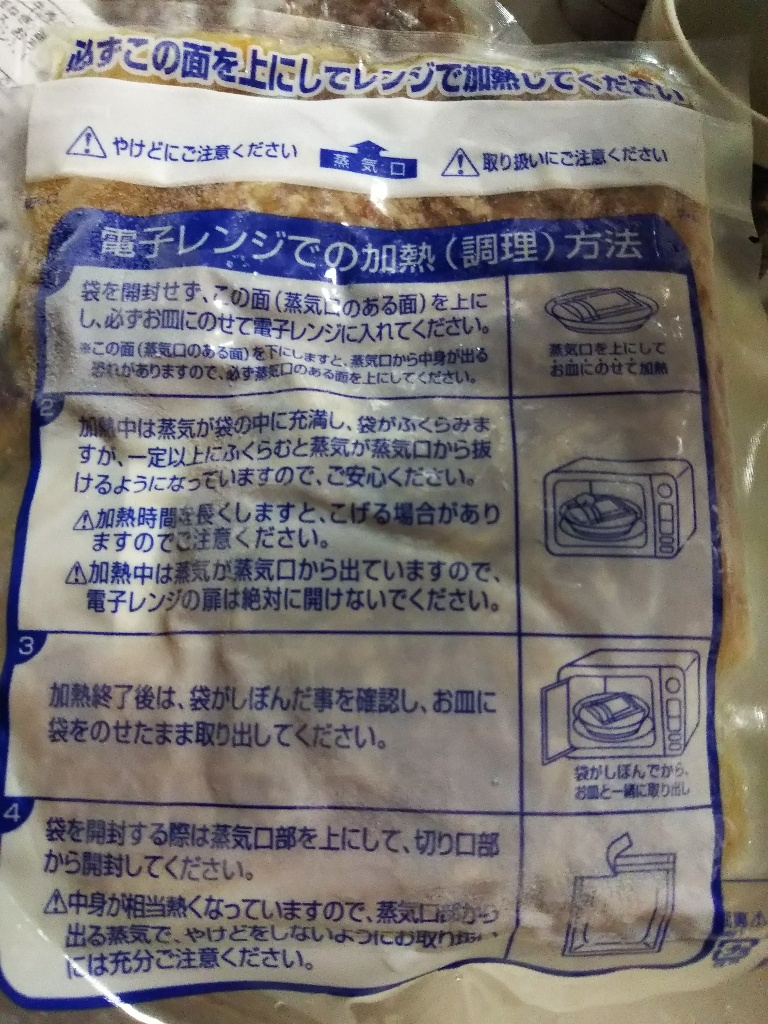 必ずこの面を上にしてレンジで加熱してください
やけどにご注意ください
蒸気口
取り扱いにご注意ください
電子レンジでの加熱(調理)方法
袋を開封せず、この面(蒸気口のある面)を上に
し、必ずお皿にのせて電子レンジに入れてください。
※この面(蒸気口のある面)を下にしますと、蒸気口から中身が出る
恐れがありますので、必ず蒸気口のある面を上にしてください。
蒸気口を上にして
お皿にのせて加熱
2
加熱中は蒸気が袋の中に充満し、袋がふくらみま
すが、一定以上にふくらむと蒸気が蒸気口から抜
けるようになっていますので、ご安心ください。
加熱時間を長くしますと、こげる場合があり
ますのでご注意ください。
加熱中は蒸気が蒸気口から出ていますので、
電子レンジの扉は絶対に開けないでください。
3
加熱終了後は、袋がしぼんだ事を確認し、お皿に
袋をのせたまま取り出してください。
袋がしぼんでから、
お皿と一緒に取り出し
4
袋を開封する際は蒸気口部を上にして、切り口部
から開封してください。
中身が相当熱くなっていますので、蒸気口部から
出る蒸気で、やけどをしないようにお取り扱い
には充分ご注意ください。